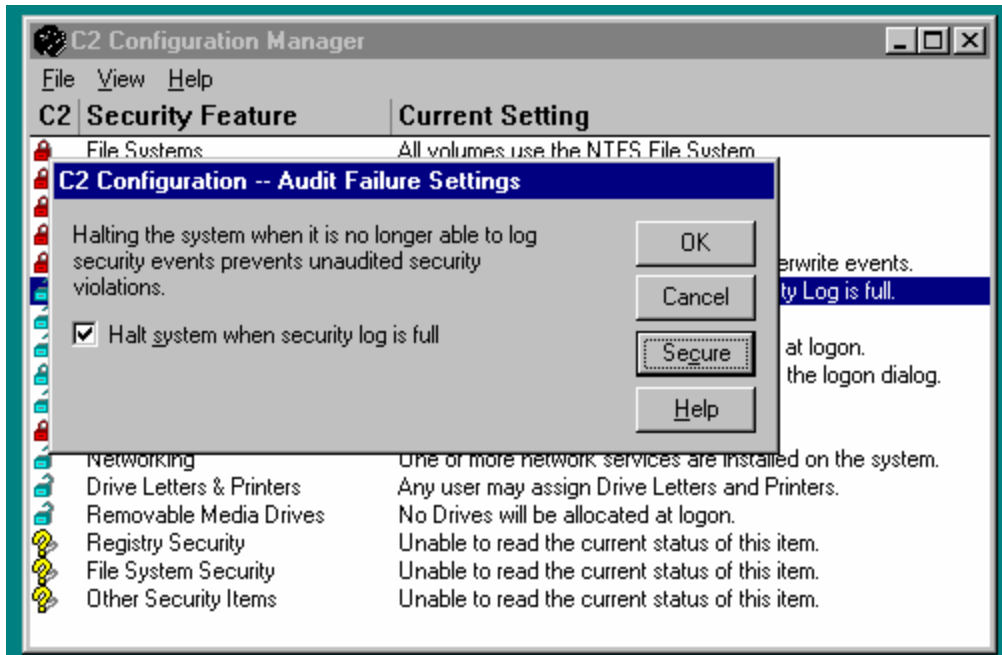 C2 Configuration Manager
File View Help
C2 Security Feature Current Setting
File Systems All volumes use the NTFS File System
C2 Configuration -- Audit Failure Settings
Halting the system when it is no longer able to log
security events prevents unaudited security
violations.
Halt system when security log is full
OK
Cancel
Secure
Help
erwrite events.
ty Log is full.
at logon.
the logon dialog.
Networking One or more network services are installed on the system.
Drive Letters & Printers Any user may assign Drive Letters and Printers.
Removable Media Drives No Drives will be allocated at logon.
Registry Security Unable to read the current status of this item.
File System Security Unable to read the current status of this item.
Other Security Items Unable to read the current status of this item.